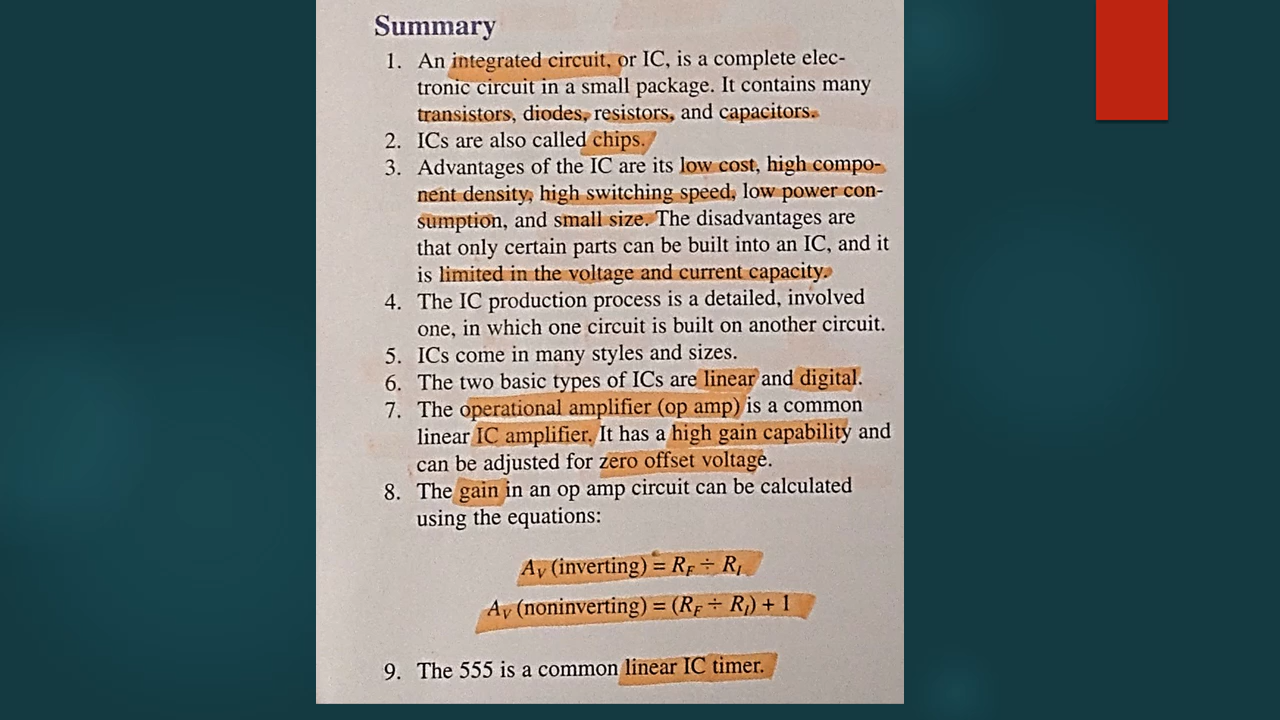 Summary
1. An integrated circuit, or IC, is a complete elec-
tronic circuit in a small package. It contains many
transistors, diodes, resistors, and capacitors.
2. ICs are also called chips.
3. Advantages of the IC are its low cost, high compo-
nent density, high switching speed, low power con-
sumption, and small size. The disadvantages are
that only certain parts can be built into an IC, and it
is limited in the voltage and current capacity.
4. The IC production process is a detailed, involved
one, in which one circuit is built on another circuit.
5. ICs come in many styles and sizes.
6. The two basic types of ICs are linear and digital.
7. The operational amplifier (op amp) is a common
linear IC amplifier. It has a high gain capability and
can be adjusted for zero offset voltage.
8. The gain in an op amp circuit can be calculated
using the equations:
A_V (inverting) = R_F ÷ R_I
A_V (noninverting) = (R_F ÷ R_I) + 1
9. The 555 is a common linear IC timer.